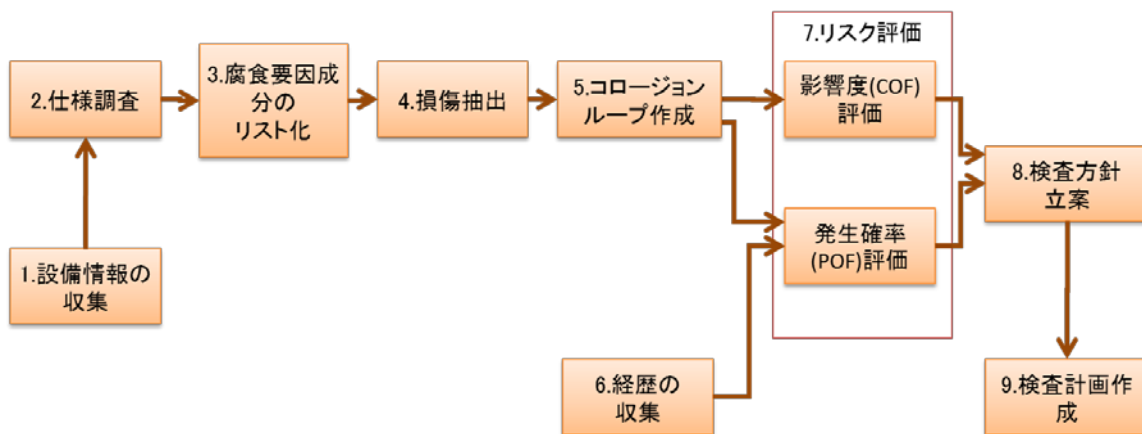 1.設備情報の
収集
2.仕様調査
3.腐食要因成
分の
リスト化
4.損傷抽出
5.コロージョン
ループ作成
6.経歴の
収集
7.リスク評価
影響度(COF)
評価
発生確率
(POF)評価
8.検査方針
立案
9.検査計画作
成